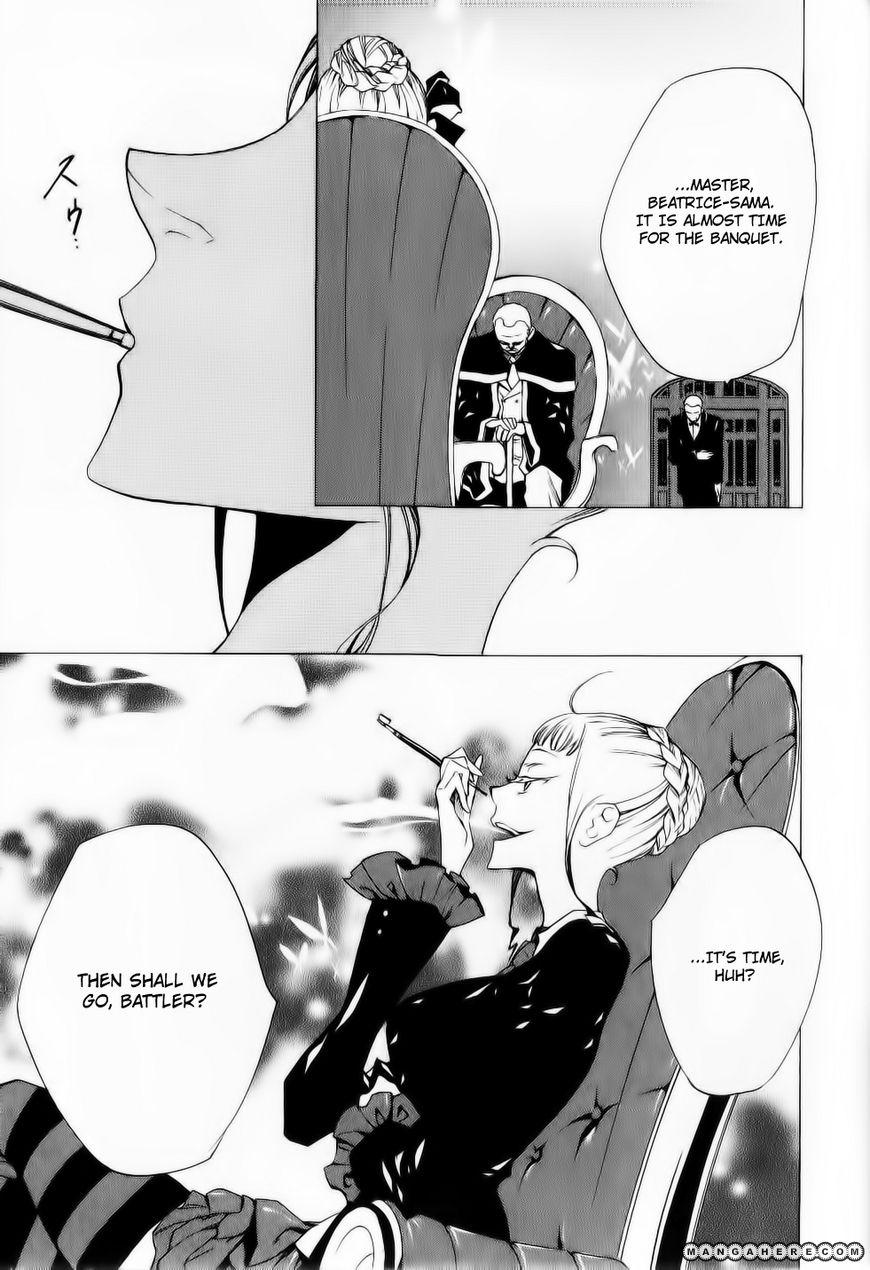 ...MASTER,
BEATRICE-SAMA.
IT IS ALMOST TIME
FOR THE BANQUET.
スゥ
...IT'S TIME,
HUH?
THEN SHALL WE
GO, BATTLER?
MANGAHERE.COM